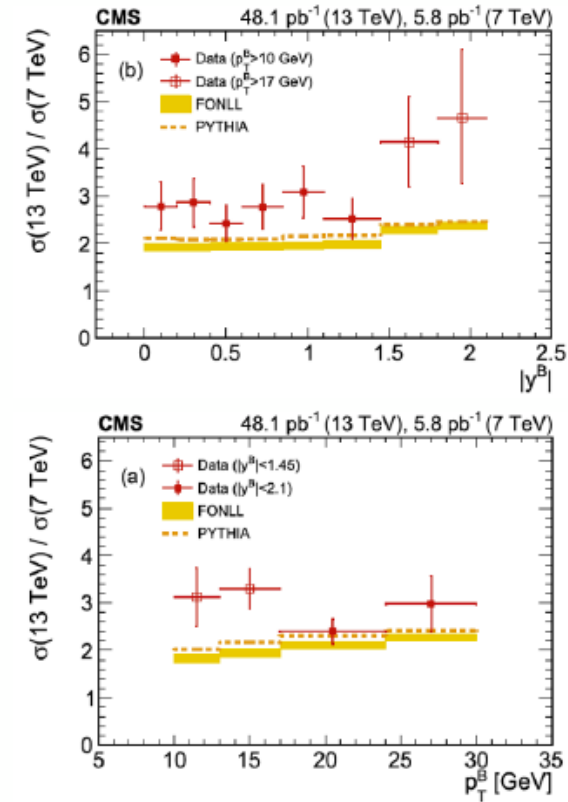 CMS 48.1 pb⁻¹ (13 TeV), 5.8 pb⁻¹ (7 TeV)
(b)
Data (p_T^B>10 GeV)
Data (p_T^B>17 GeV)
FONLL
PYTHIA
σ(13 TeV) / σ(7 TeV)
6
5
4
3
2
1
0
0 0.5 1 1.5 2 2.5
|y^B|
CMS 48.1 pb⁻¹ (13 TeV), 5.8 pb⁻¹ (7 TeV)
(a)
Data (|y^B|<1.45)
Data (|y^B|<2.1)
FONLL
PYTHIA
σ(13 TeV) / σ(7 TeV)
6
5
4
3
2
1
0
5 10 15 20 25 30 35
p_T^B [GeV]